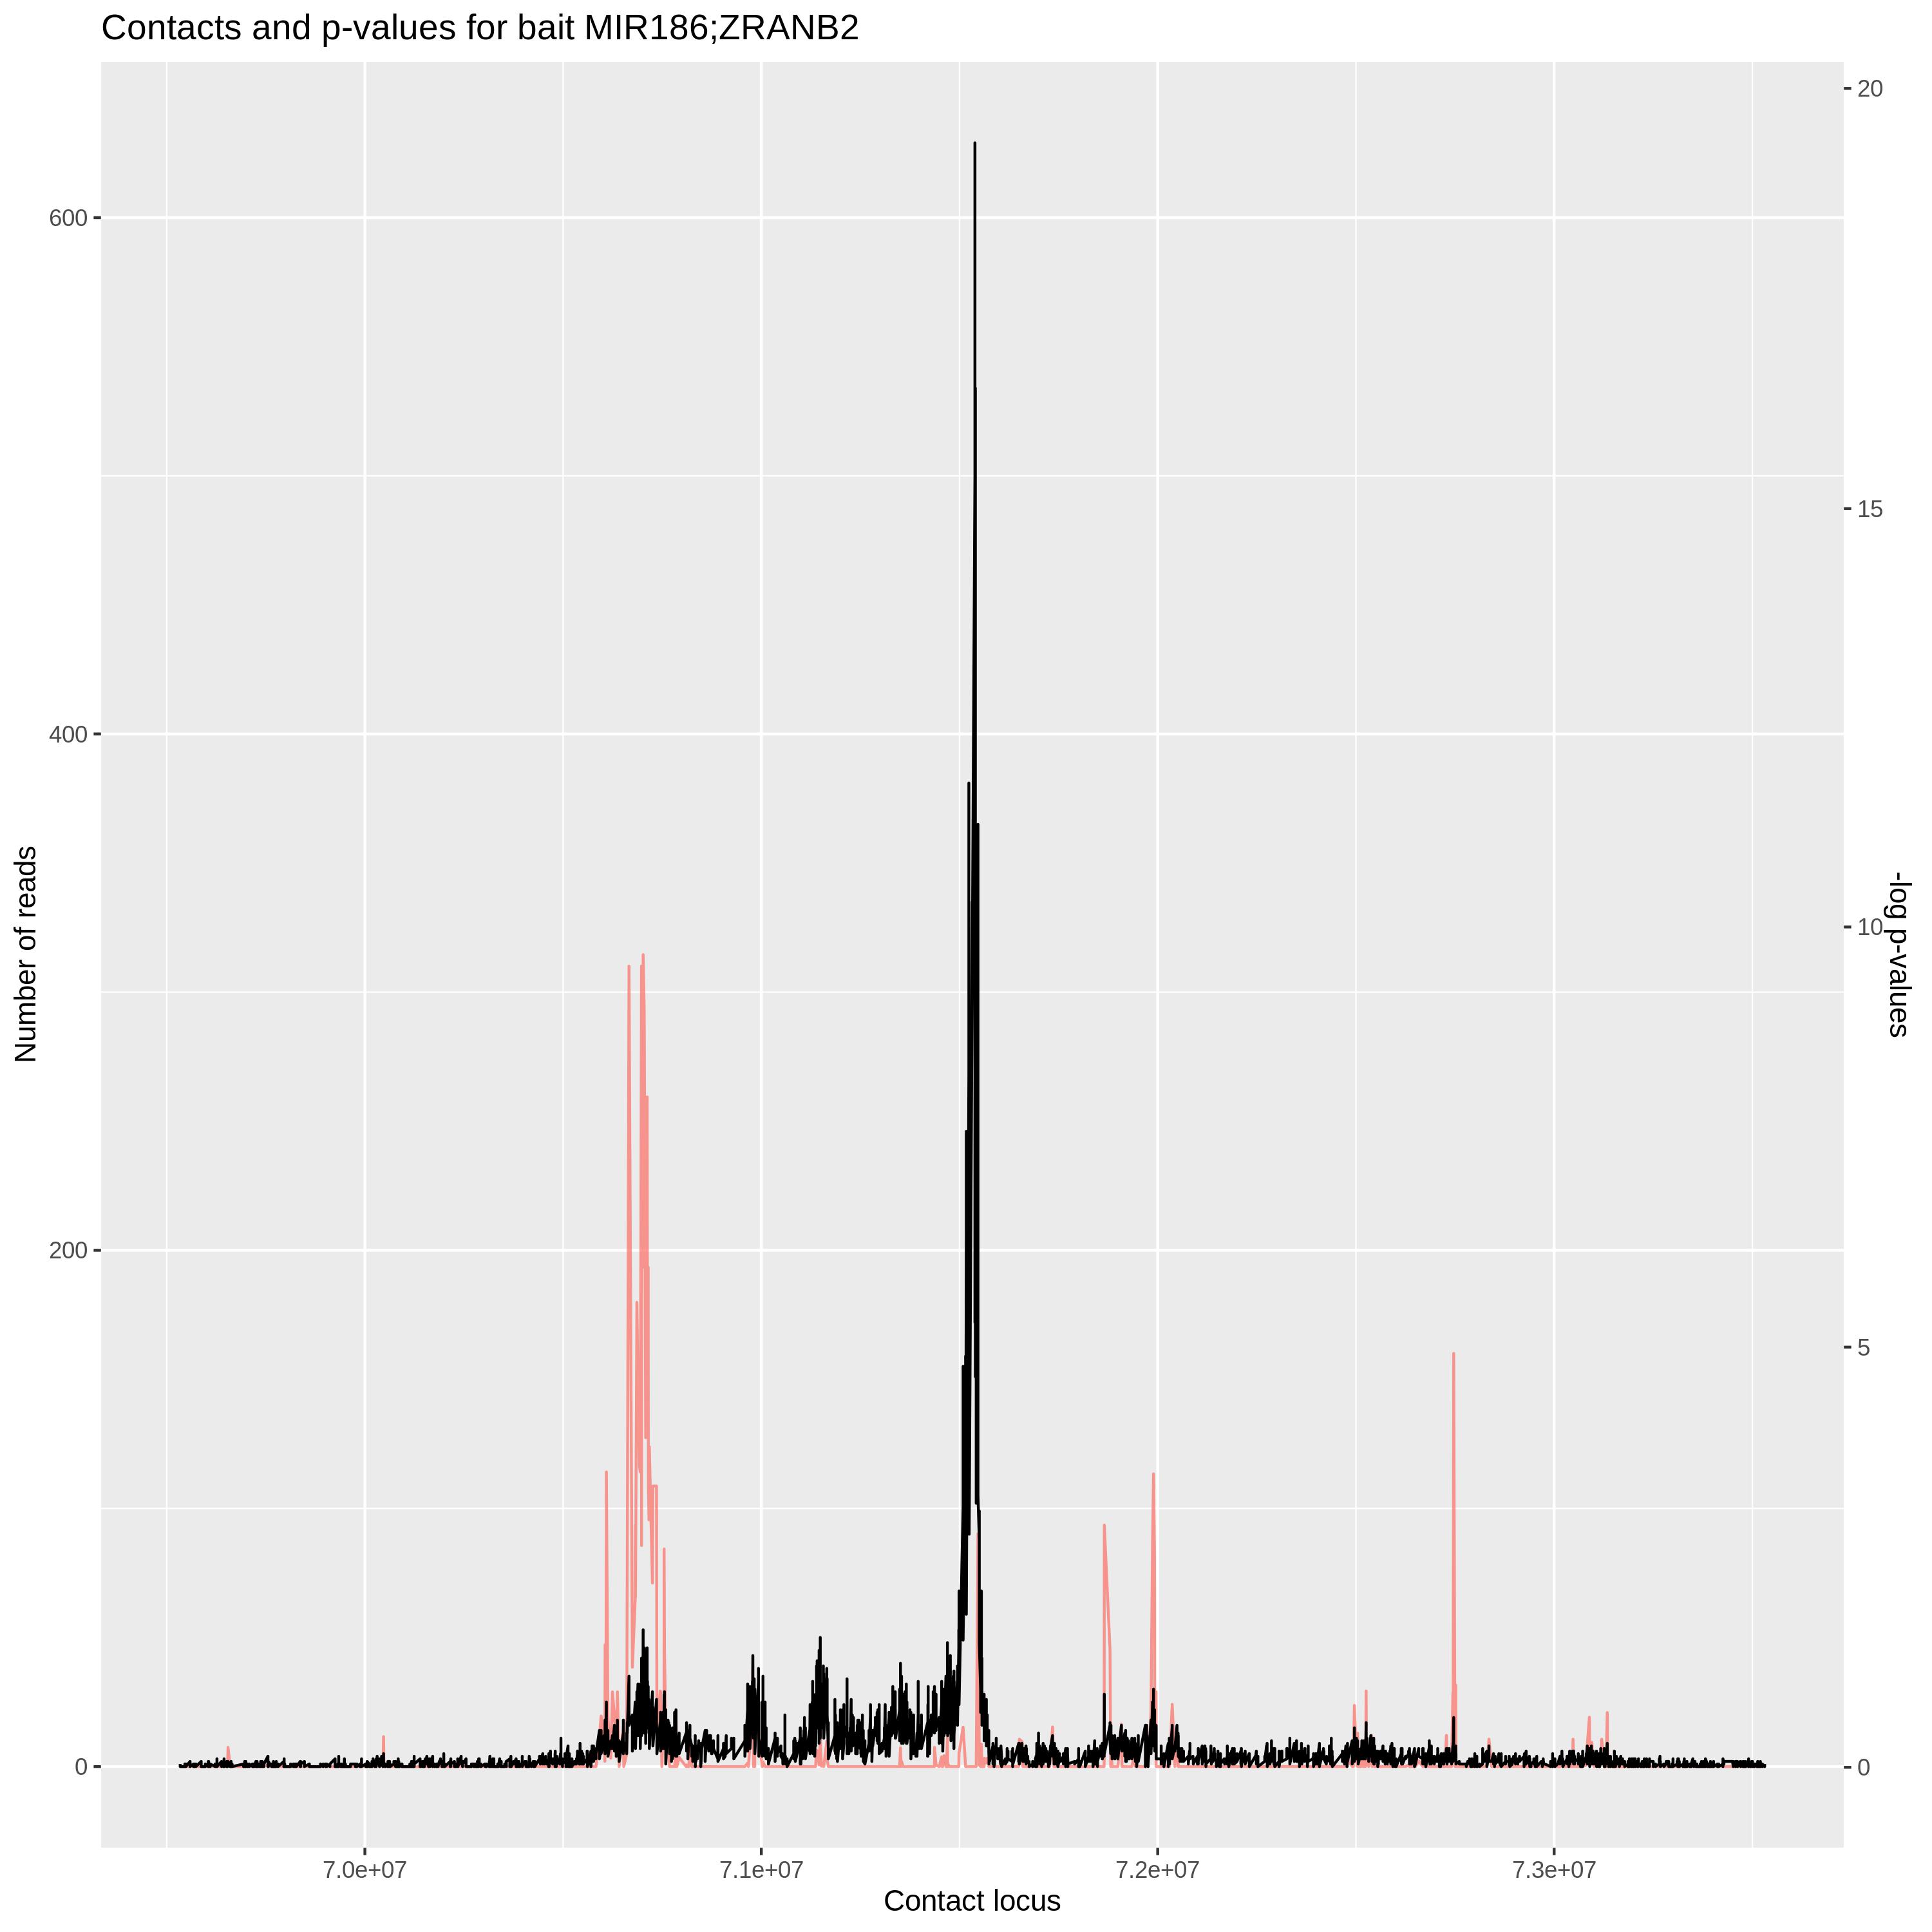 Contacts and p-values for bait MIR186;ZRANB2
600
400
200
0
Number of reads
20
15
10
5
0
-log p-values
7.0e+07
7.1e+07
7.2e+07
7.3e+07
Contact locus